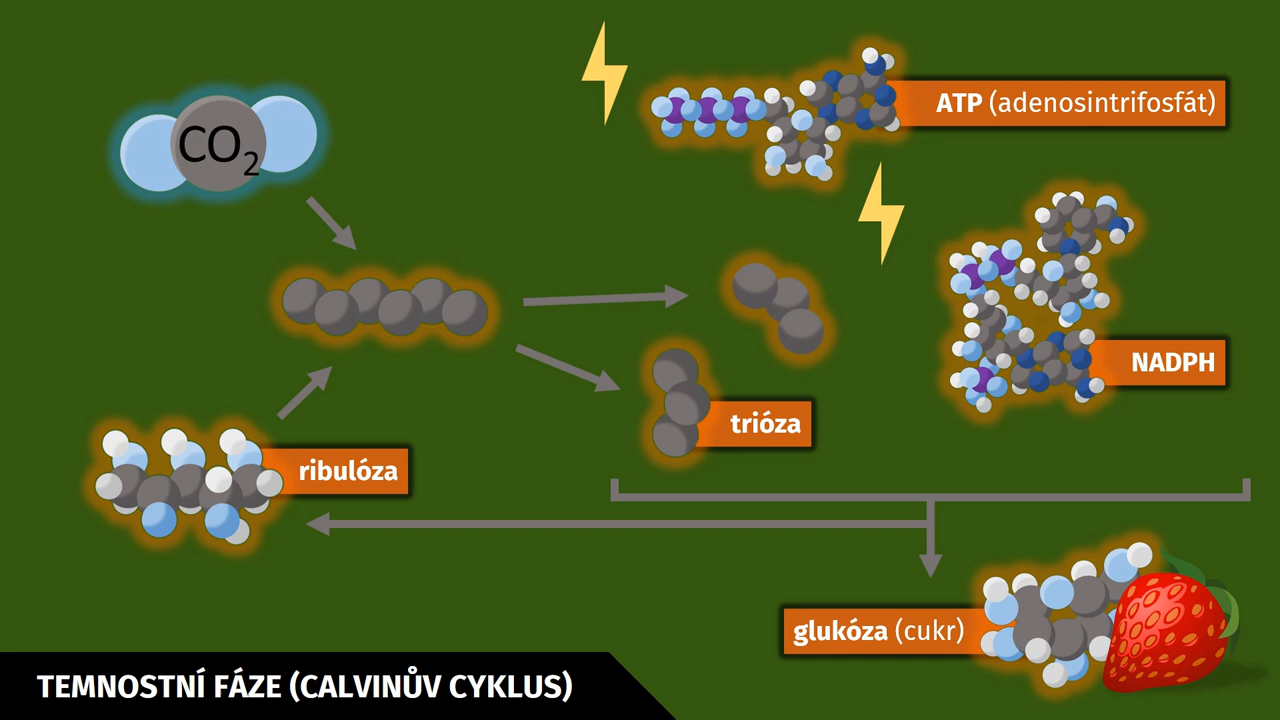 CO₂
ATP (adenosintrifosfát)
NADPH
trióza
ribulóza
glukóza (cukr)
TEMNOSTNÍ FÁZE (CALVINŮV CYKLUS)